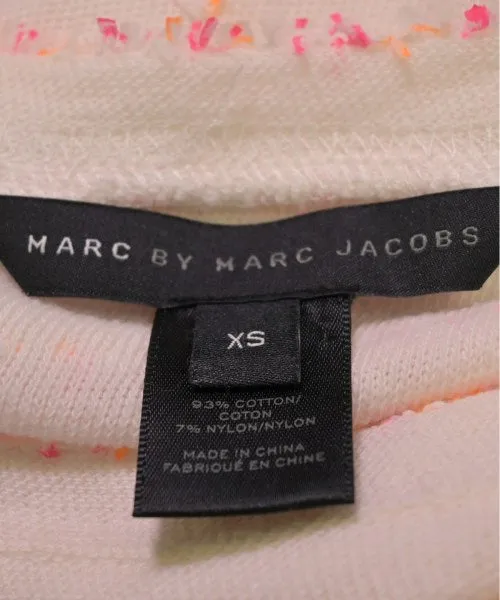 MARC BY MARC JACOBS
XS
93% COTTON/
COTON
7% NYLON/NYLON
MADE IN CHINA
FABRIQUÉ EN CHINE